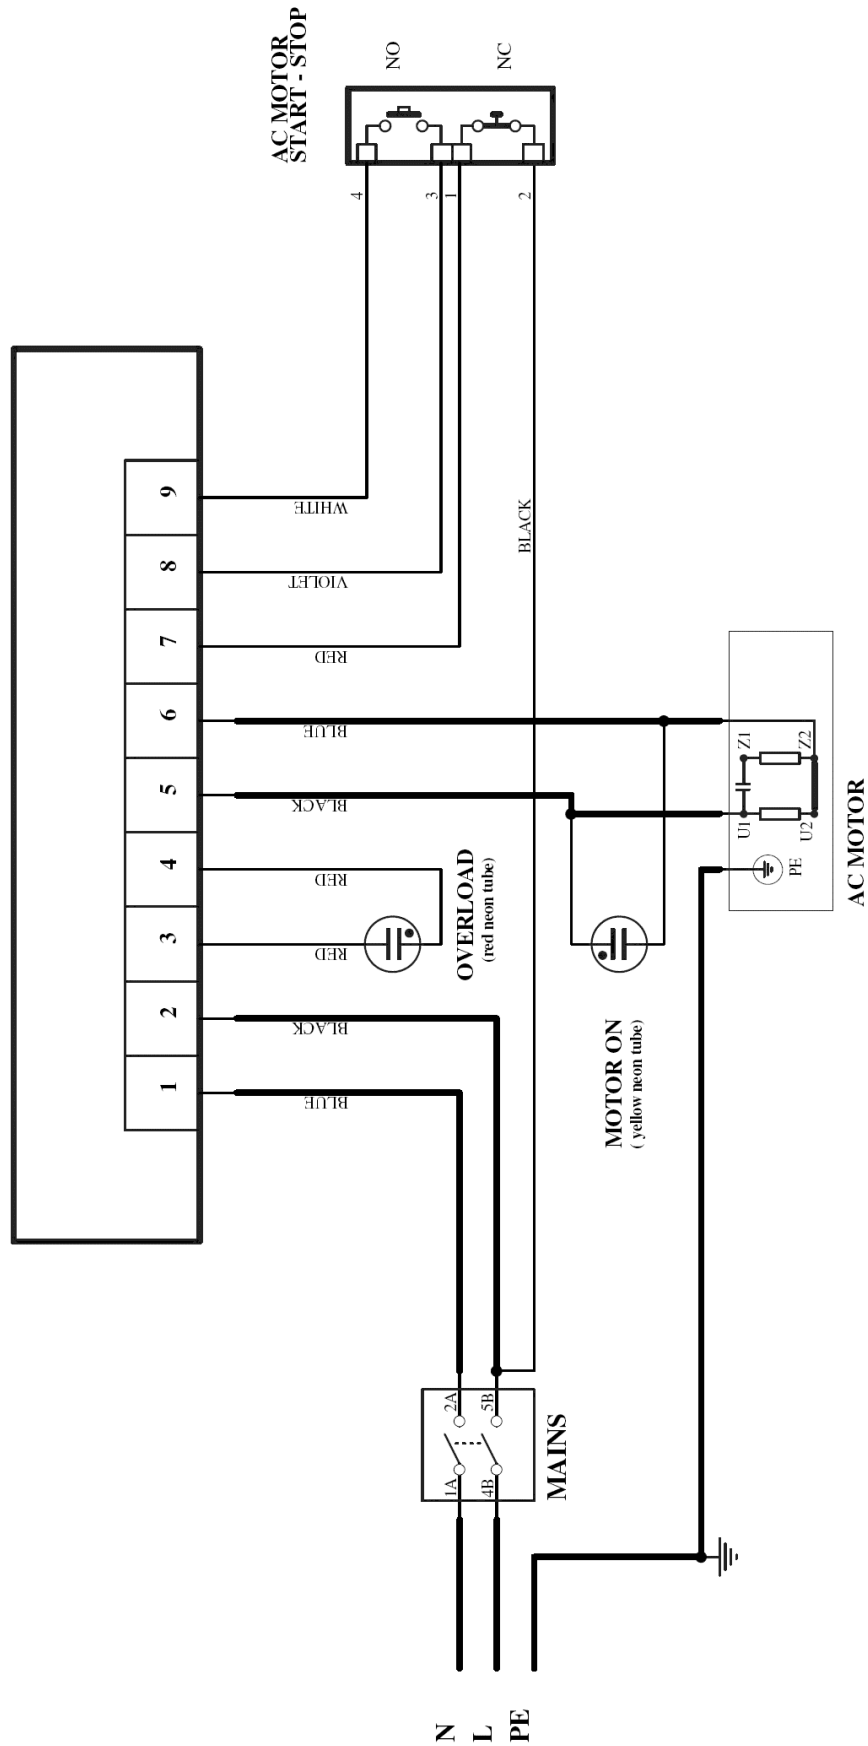 AC MOTOR
START - STOP
NO
NC
4
3
1
2
9
8
7
6
5
4
3
2
1
WHITE
VIOLET
RED
BLUE
BLACK
RED
RED
BLACK
BLUE
BLACK
OVERLOAD
(red neon tube)
MOTOR ON
( yellow neon tube)
U1
Z1
U2
Z2
PE
AC MOTOR
1A
2A
4B
5B
MAINS
N
L
PE